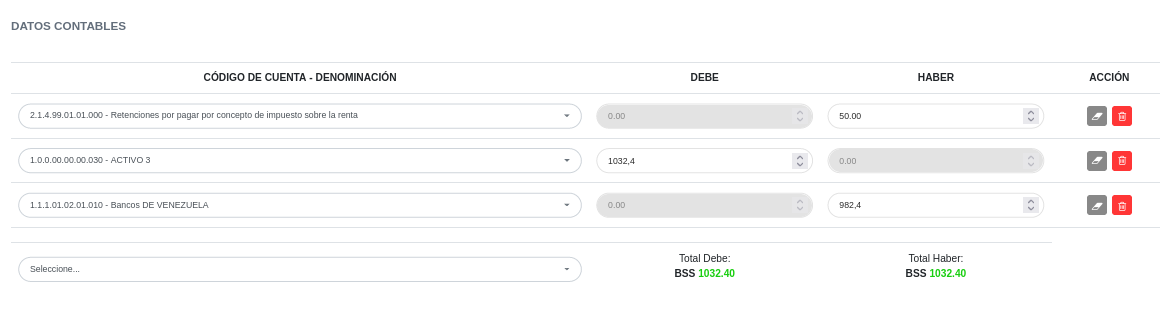 DATOS CONTABLES
CÓDIGO DE CUENTA - DENOMINACIÓN DEBE HABER ACCIÓN
2.1.4.99.01.01.000 - Retenciones por pagar por concepto de impuesto sobre la renta 0.00 50.00
1.0.0.00.00.00.030 - ACTIVO 3 1032,4 0.00
1.1.1.01.02.01.010 - Bancos DE VENEZUELA 0.00 982,4
Seleccione...
Total Debe: Total Haber:
BSS 1032.40 BSS 1032.40